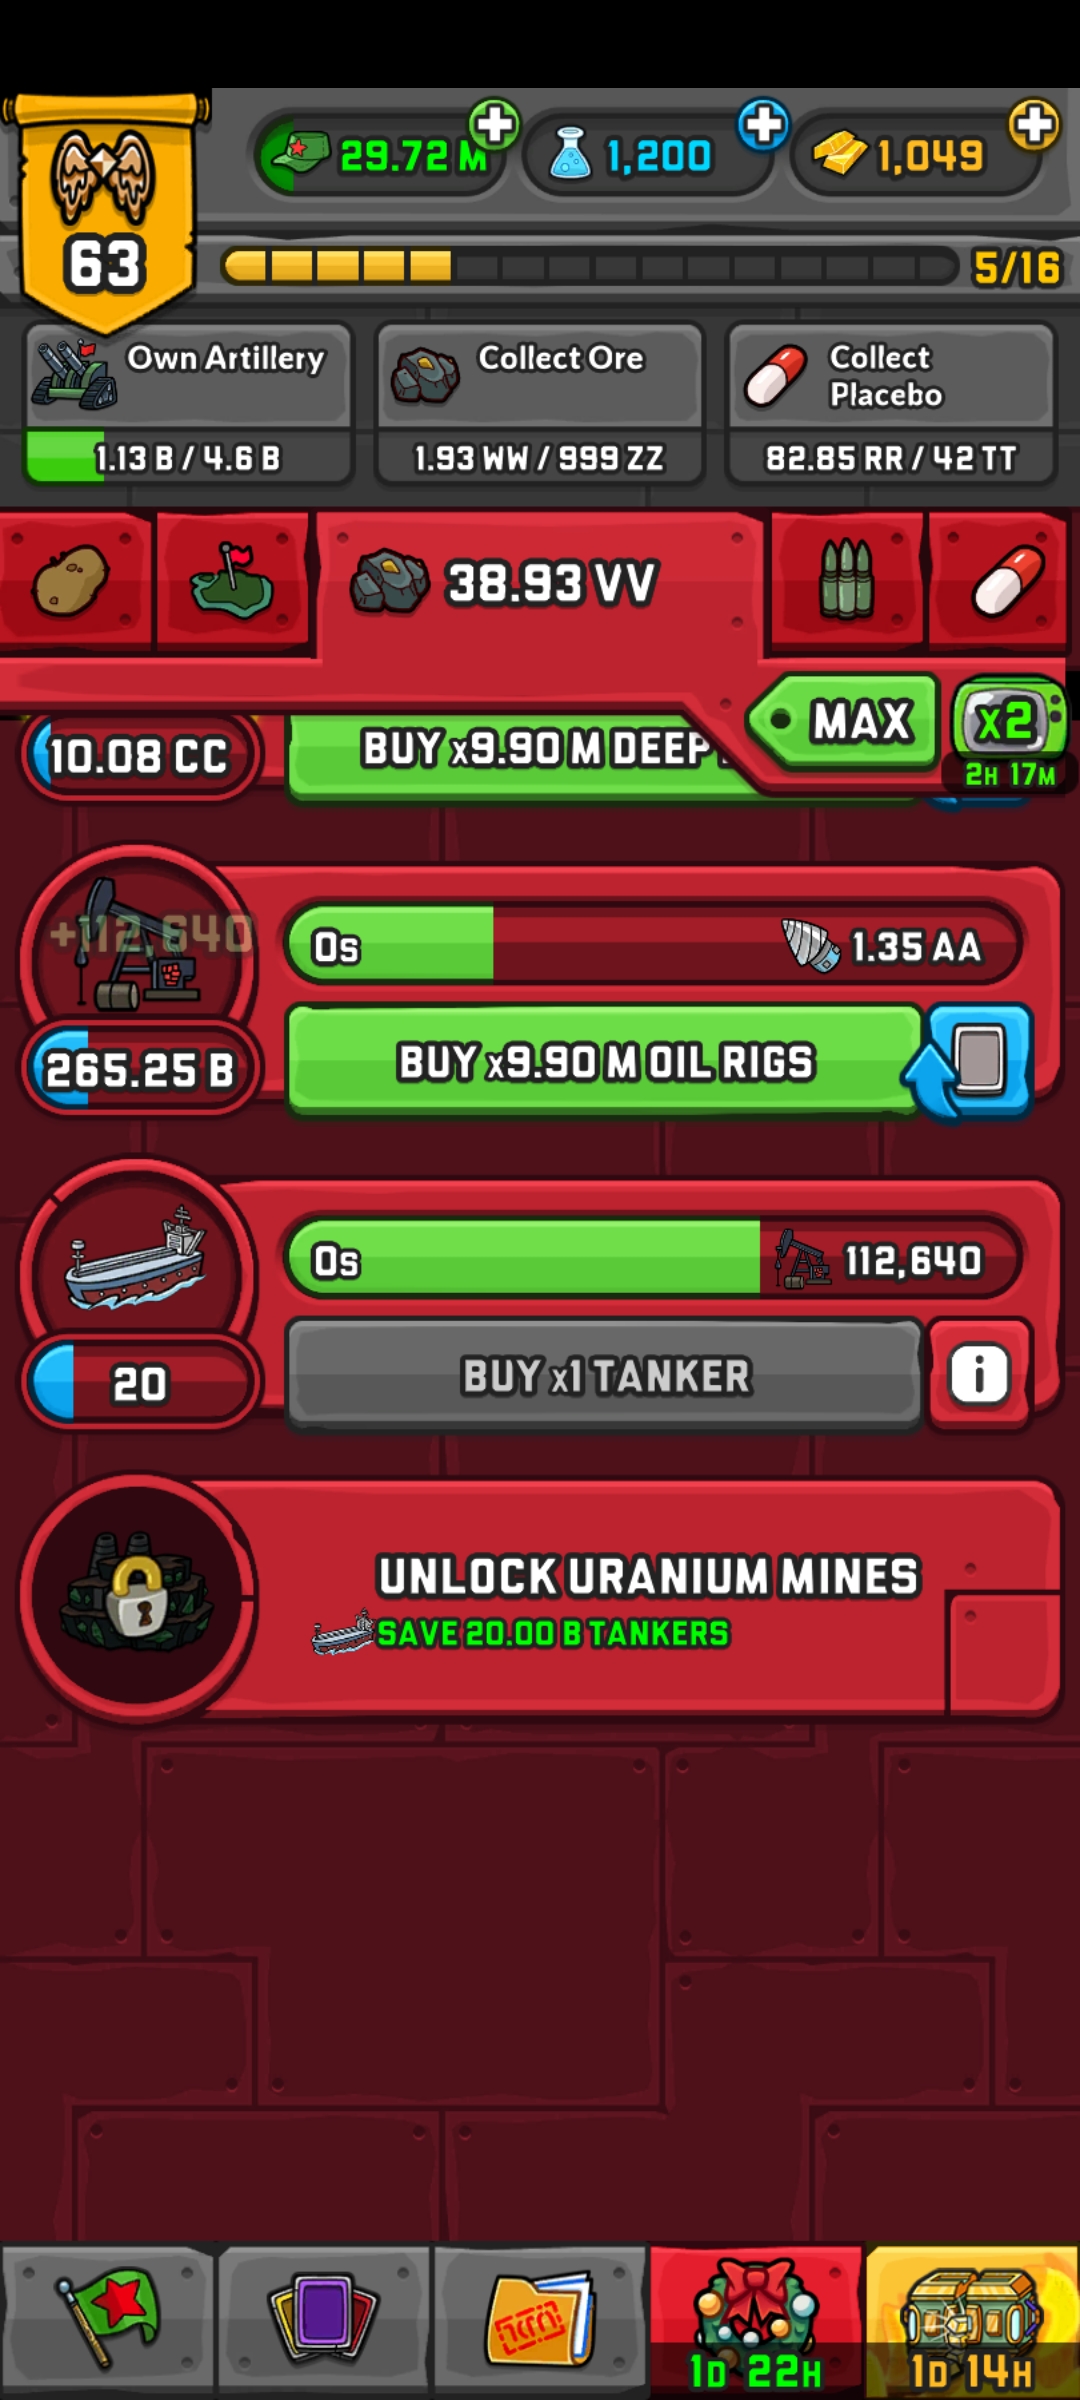 29.72 M
1,200
1,049
63
5/16
Own Artillery
1.13 B / 4.6 B
Collect Ore
1.93 WW / 999 ZZ
Collect
Placebo
82.85 RR / 42 TT
38.93 VV
MAX
x2
2H 17M
10.08 CC
BUY x9.90 M DEEP
+112,640
0s
1.35 AA
265.25 B
BUY x9.90 M OIL RIGS
0s
112,640
20
BUY x1 TANKER
i
UNLOCK URANIUM MINES
SAVE 20.00 B TANKERS
1D 22H
1D 14H